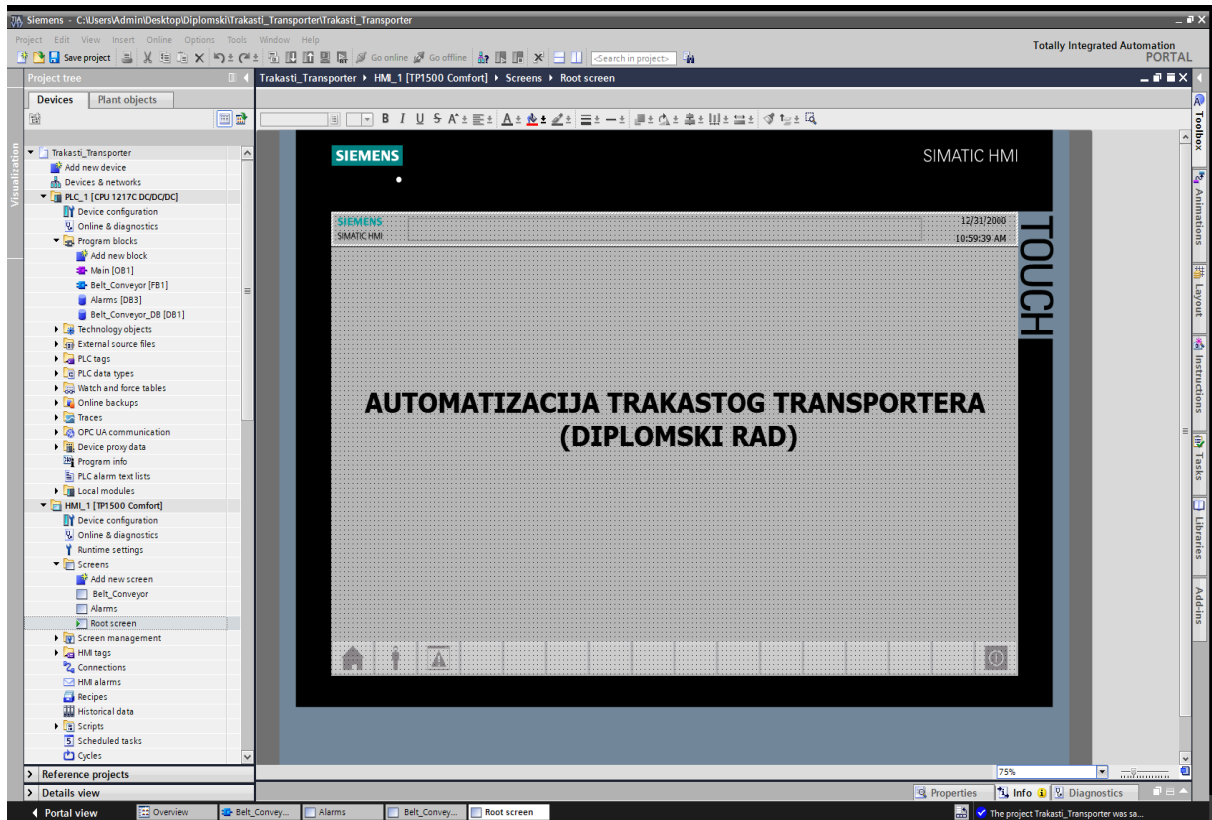 Siemens - C:\Users\Admin\Desktop\Diplomski\Trakasti_Transporter\Trakasti_Transporter
Project Edit View Insert Online Options Tools Window Help
Totally Integrated Automation
PORTAL
Save project Go online Go offline <Search in project>
Project tree
Trakasti_Transporter HMI_1 [TP1500 Comfort] Screens Root screen
Devices Plant objects
B I U S A
Visualization
Trakasti_Transporter
Add new device
Devices & networks
PLC_1 [CPU 1217C DC/DC/DC]
Device configuration
Online & diagnostics
Program blocks
Add new block
Main [OB1]
Belt_Conveyor [FB1]
Alarms [DB3]
Belt_Conveyor_DB [DB1]
Technology objects
External source files
PLC tags
PLC data types
Watch and force tables
Online backups
Traces
OPC UA communication
Device proxy data
Program info
PLC alarm text lists
Local modules
HMI_1 [TP1500 Comfort]
Device configuration
Online & diagnostics
Runtime settings
Screens
Add new screen
Belt_Conveyor
Alarms
Root screen
Screen management
HMI tags
Connections
HMI alarms
Recipes
Historical data
Scripts
Scheduled tasks
Cycles
Reference projects
Details view
SIEMENS
SIMATIC HMI
SIEMENS
SIMATIC HMI
12/31/2000
10:59:39 AM
TOUCH
AUTOMATIZACIJA TRAKASTOG TRANSPORTERA
(DIPLOMSKI RAD)
Toolbox
Animations
Layout
Instructions
Tasks
Libraries
Add-ins
75%
Properties Info Diagnostics
Portal view Overview Belt_Convey... Alarms Belt_Convey... Root screen
The project Trakasti_Transporter was sa...